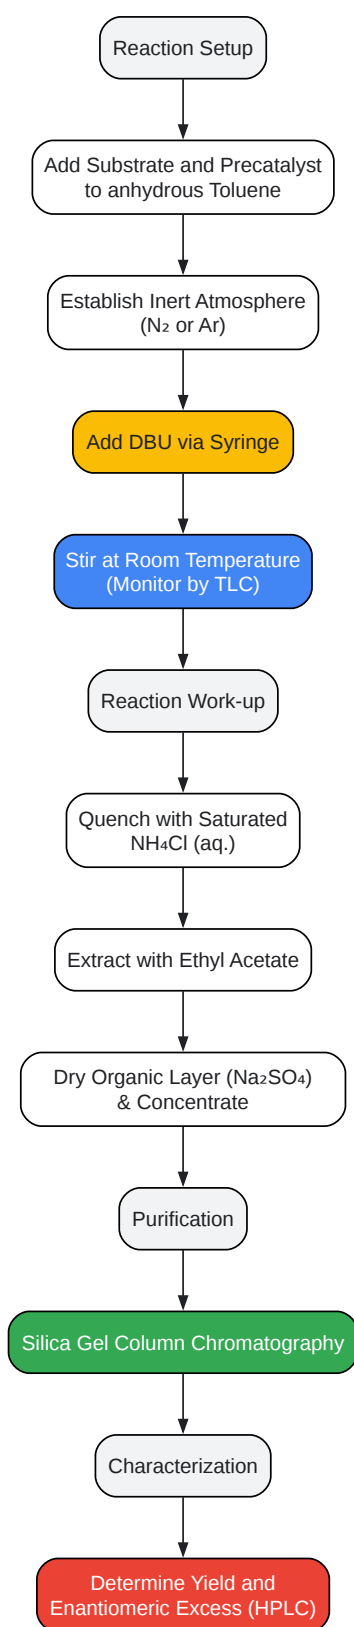 Reaction Setup
Add Substrate and Precatalyst
to anhydrous Toluene
Establish Inert Atmosphere
(N₂ or Ar)
Add DBU via Syringe
Stir at Room Temperature
(Monitor by TLC)
Reaction Work-up
Quench with Saturated
NH₄Cl (aq.)
Extract with Ethyl Acetate
Dry Organic Layer (Na₂SO₄)
& Concentrate
Purification
Silica Gel Column Chromatography
Characterization
Determine Yield and
Enantiomeric Excess (HPLC)